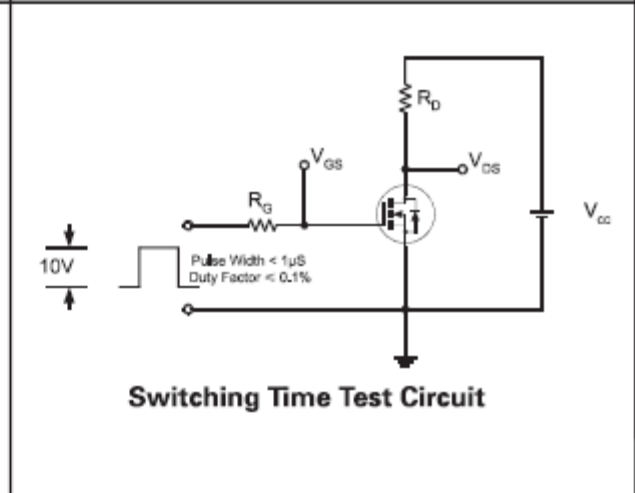 R_D
V_GS
V_DS
R_G
V_cc
10V
Pulse Width < 1µS
Duty Factor < 0.1%
Switching Time Test Circuit